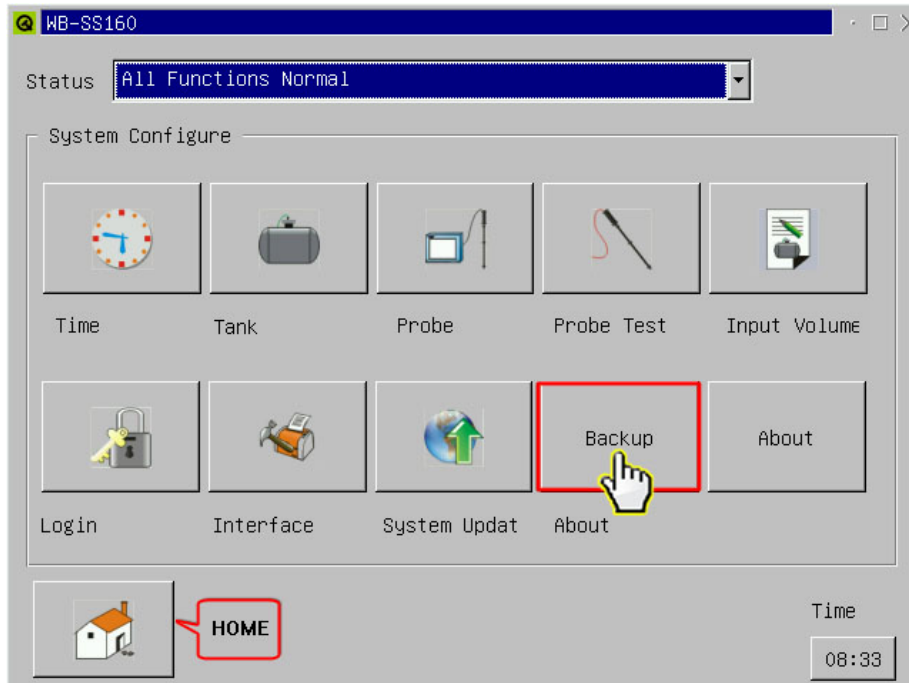 WB-SS160
Status All Functions Normal
System Configure
Time Tank Probe Probe Test Input Volume
Backup About
Login Interface System Updat About
HOME
Time
08:33